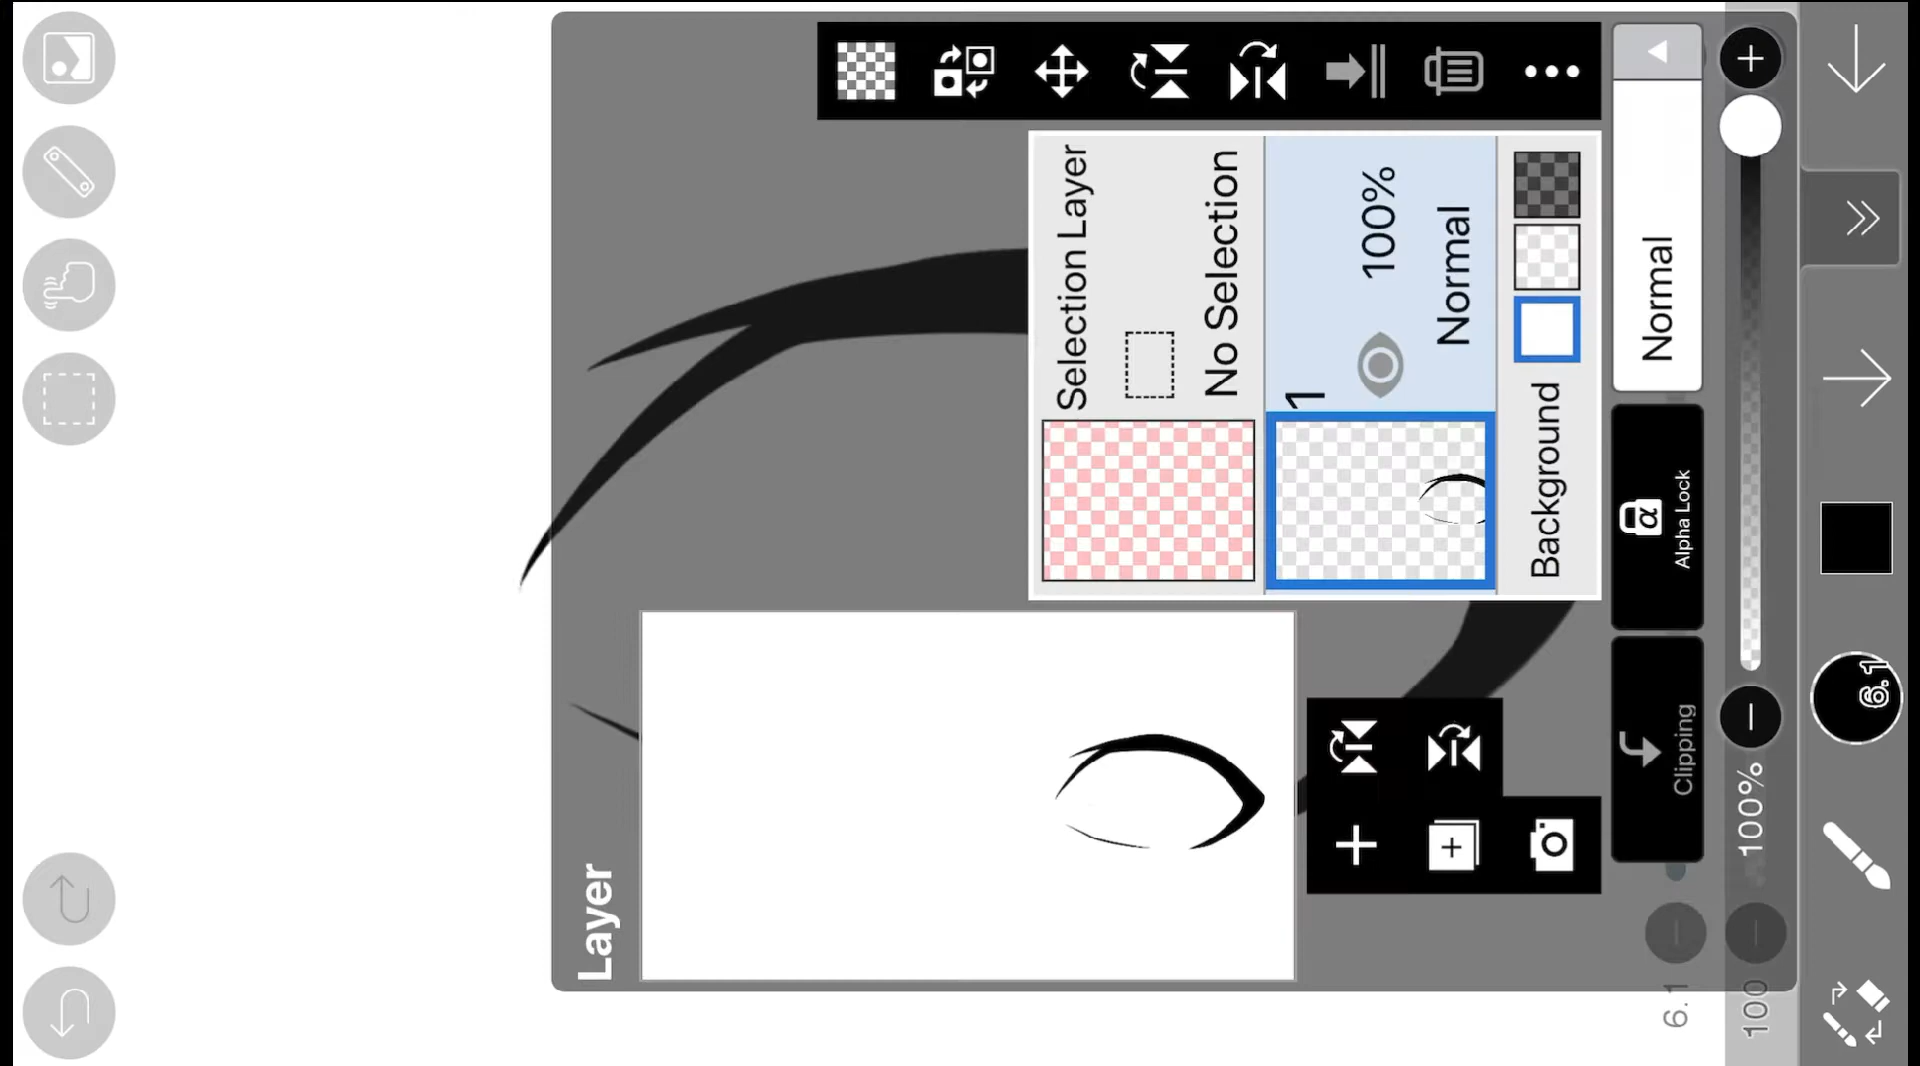 Layer
Selection Layer
No Selection
1
100%
Normal
Background
Normal
α
Alpha Lock
Clipping
100%
6.1
6.1
100